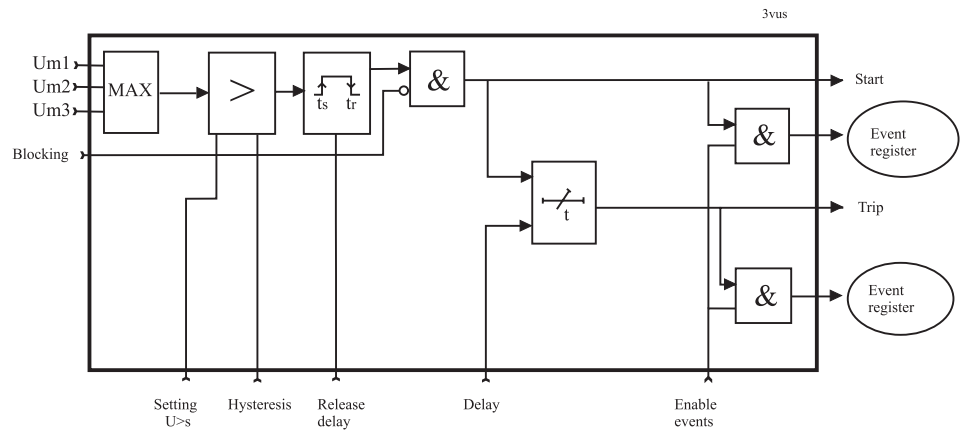 3vus
Um1
Um2
Um3
MAX
>
ts
tr
&
Start
&
Event
register
Blocking
t
Trip
&
Event
register
Setting
U>s
Hysteresis
Release
delay
Delay
Enable
events